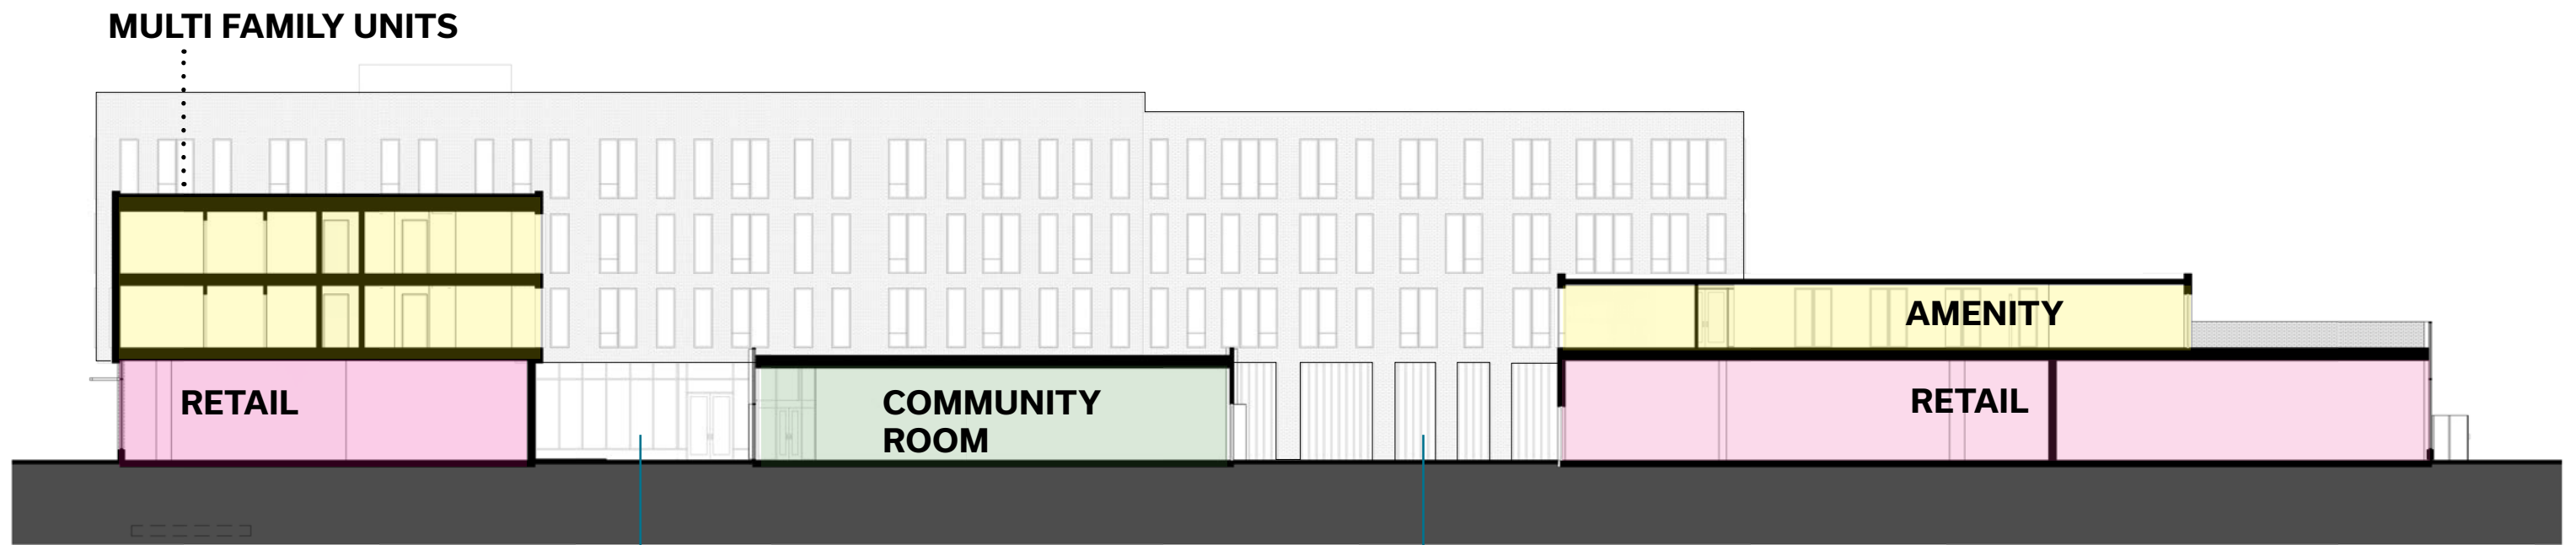 MULTI FAMILY UNITS
AMENITY
RETAIL
COMMUNITY
ROOM
RETAIL